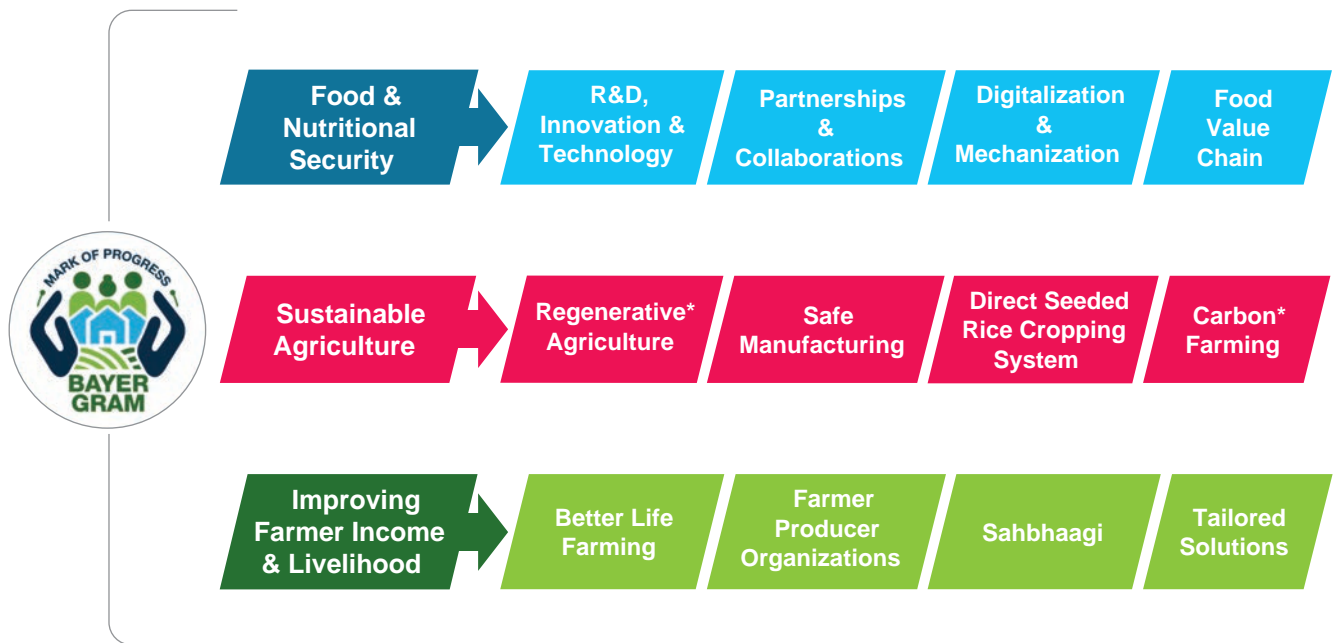 Food &
Nutritional
Security
R&D,
Innovation &
Technology
Partnerships
&
Collaborations
Digitalization
&
Mechanization
Food
Value
Chain
MARK OF PROGRESS
BAYER
GRAM
Sustainable
Agriculture
Regenerative*
Agriculture
Safe
Manufacturing
Direct Seeded
Rice Cropping
System
Carbon*
Farming
Improving
Farmer Income
& Livelihood
Better Life
Farming
Farmer
Producer
Organizations
Sahbhaagi
Tailored
Solutions